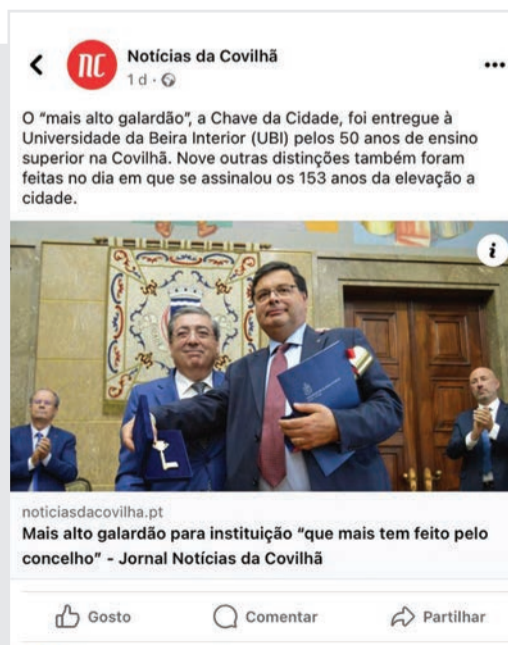 nc
Notícias da Covilhã
1 d ·
O “mais alto galardão”, a Chave da Cidade, foi entregue à
Universidade da Beira Interior (UBI) pelos 50 anos de ensino
superior na Covilhã. Nove outras distinções também foram
feitas no dia em que se assinalou os 153 anos da elevação a
cidade.
i
noticiasdacovilha.pt
Mais alto galardão para instituição “que mais tem feito pelo
concelho” - Jornal Notícias da Covilhã
Gosto
Comentar
Partilhar